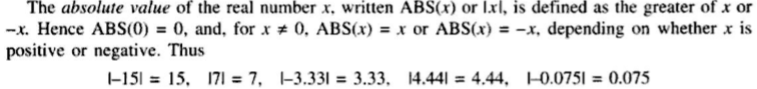 The absolute value of the real number x, written ABS(x) or |x|, is defined as the greater of x or
–x. Hence ABS(0) = 0, and, for x ≠ 0, ABS(x) = x or ABS(x) = –x, depending on whether x is
positive or negative. Thus
|–15| = 15, |7| = 7, |–3.33| = 3.33, |4.44| = 4.44, |–0.075| = 0.075